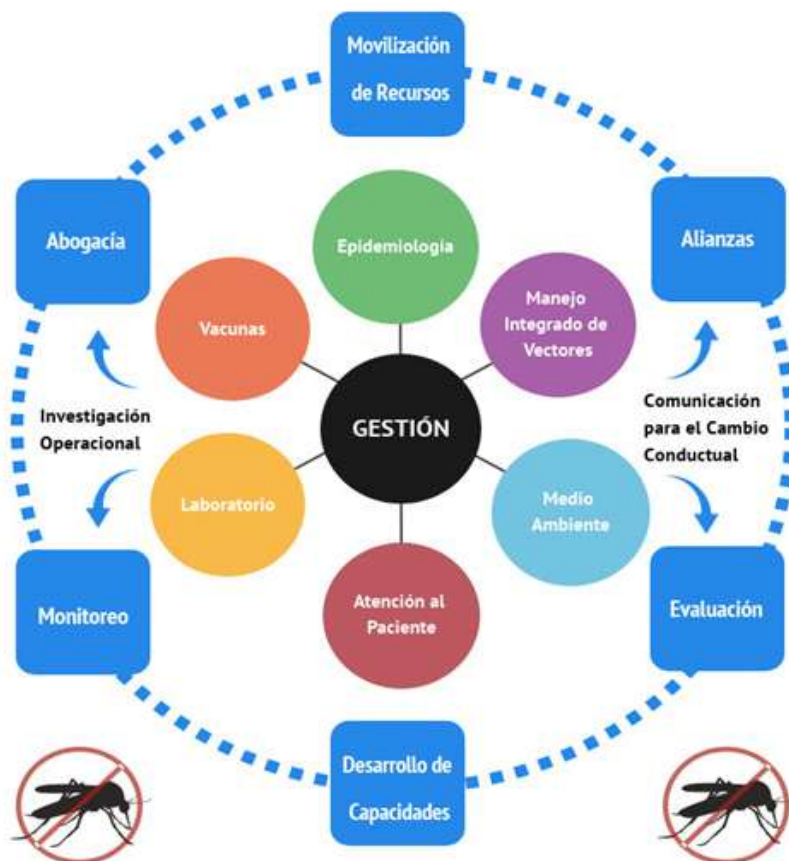 Movilización
de Recursos
Abogacía
Alianzas
Epidemiología
Vacunas
Manejo
Integrado de
Vectores
GESTIÓN
Investigación
Operacional
Comunicación
para el Cambio
Conductual
Laboratorio
Medio
Ambiente
Atención al
Paciente
Monitoreo
Evaluación
Desarrollo de
Capacidades